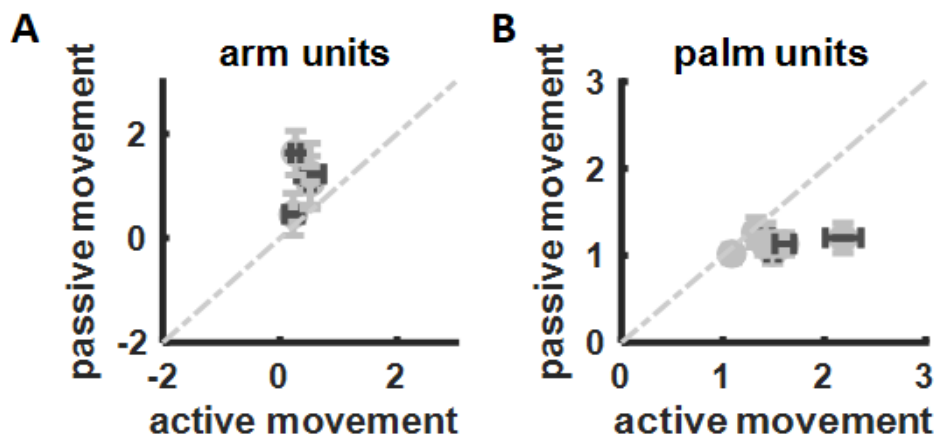 A
arm units
passive movement
2
0
-2
-2 0 2
active movement
B
palm units
passive movement
3
2
1
0
0 1 2 3
active movement